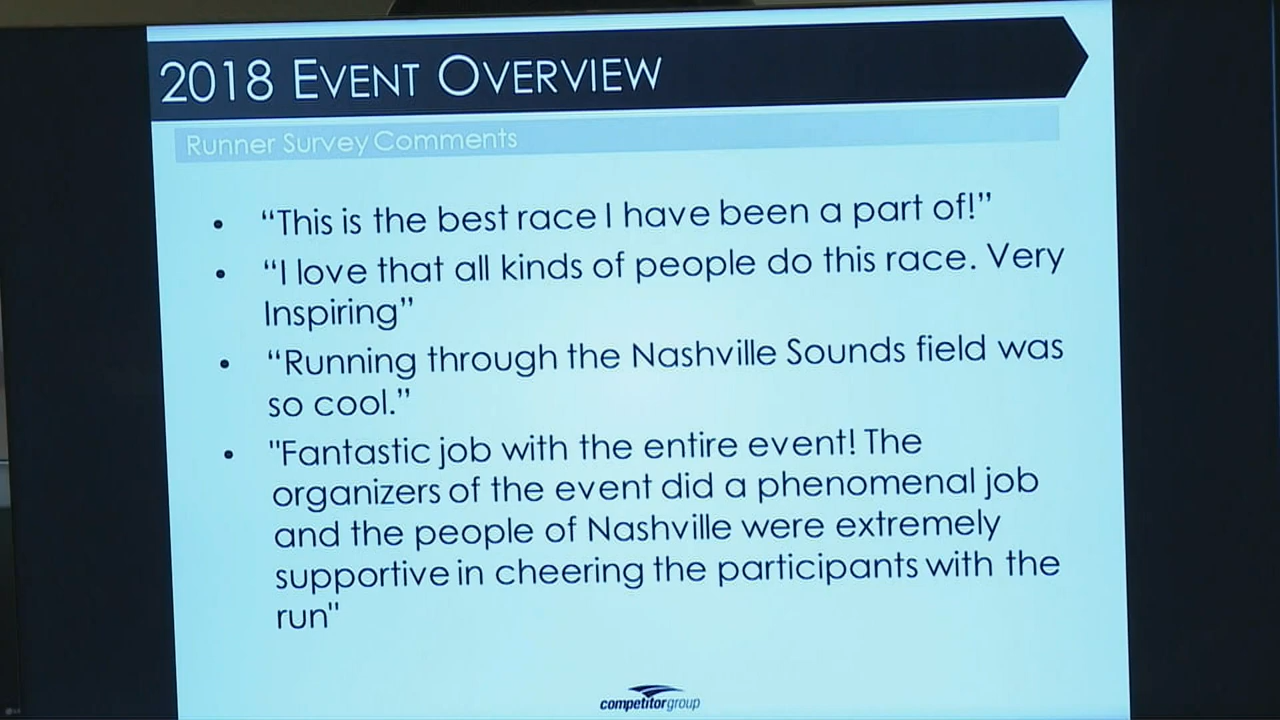 2018 EVENT OVERVIEW
Runner Survey Comments
• “This is the best race I have been a part of!”
• “I love that all kinds of people do this race. Very
Inspiring”
• “Running through the Nashville Sounds field was
so cool.”
• "Fantastic job with the entire event! The
organizers of the event did a phenomenal job
and the people of Nashville were extremely
supportive in cheering the participants with the
run"
competitorgroup